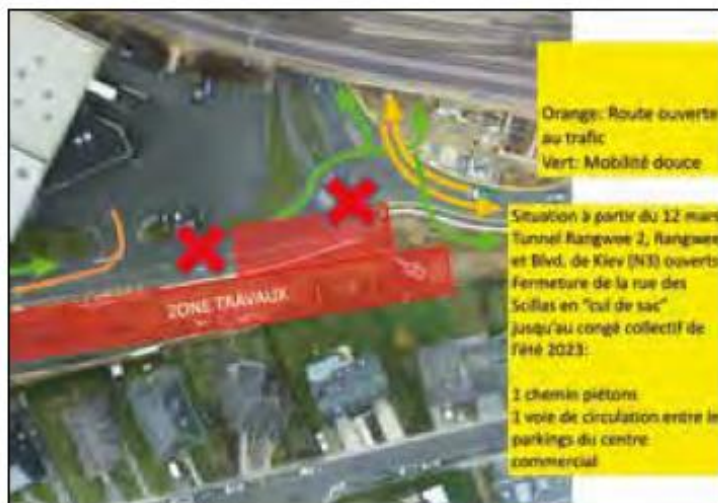 Orange: Route ouverte
au trafic
Vert: Mobilité douce
Situation à partir du 12 mars
Tunnel Rangwee 2, Rangwee
et Blvd. de Kiev (N3) ouverts
Fermeture de la rue des
Scillas en "cul de sac"
jusqu'au congé collectif de
l'été 2023:
1 chemin piétons
1 voie de circulation entre les
parkings du centre
commercial
ZONE TRAVAUX